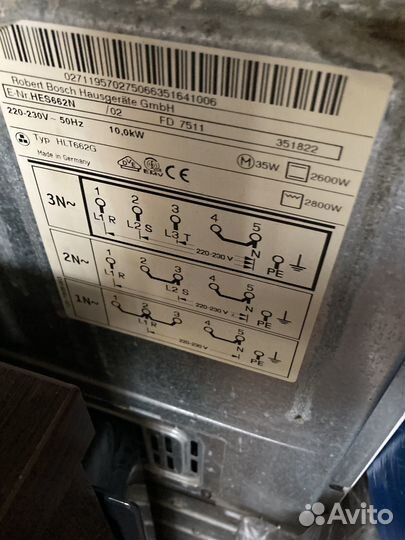 027119570275066351641006
Robert Bosch Hausgeräte GmbH
E-Nr. HES662N /02 FD 7511 351822
220-230V~ 50Hz 10,0kW
Typ HLT662G
Made in Germany
M 35W 2600W
2800W
3N~ 1 2 3 4 5
L1 R L2 S L3 T N PE
220-230 V
2N~ 1 2 3 4 5
L1 R L2 S N PE
220-230 V
1N~ 1 2 3 4 5
L1 R N PE
220-230 V
Avito